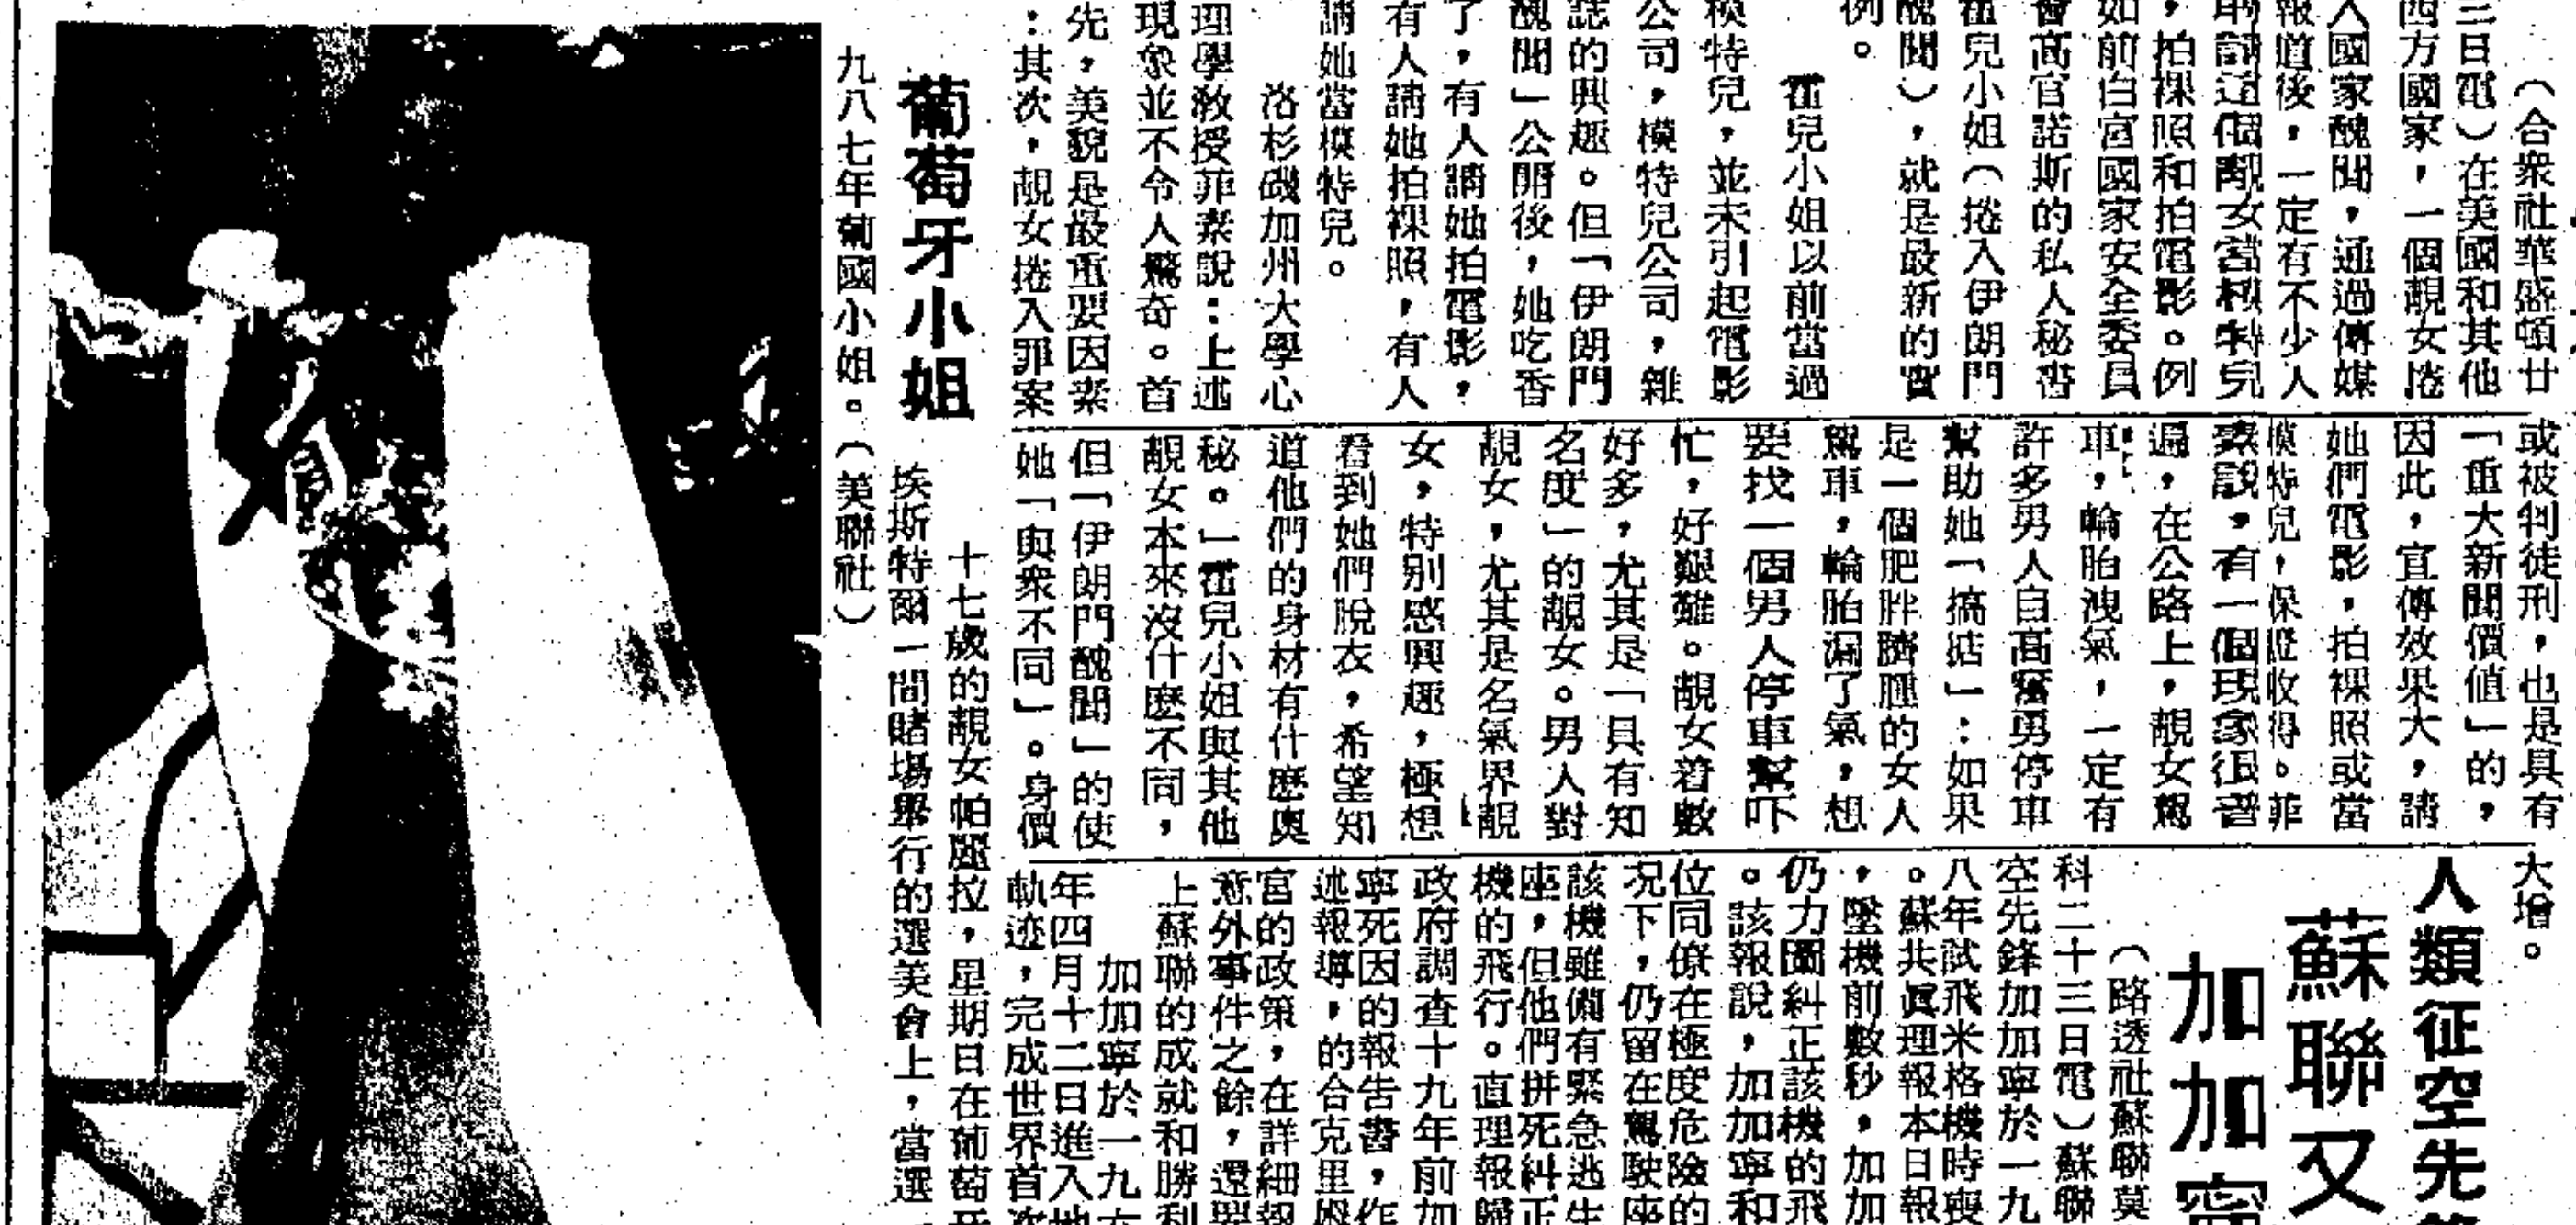 （合衆社華盛頓廿
三日電）在美國和其他
西方國家，一個靚女捲
入國家醜聞，通過傳媒
報道後，一定有不少人
聘請這個靚女當模特兒
，拍裸照和拍電影。例
如前白宮國家安全委員
會高官諾斯的私人秘書
霍兒小姐（捲入伊朗門
醜聞），就是最新的實
例。
霍兒小姐以前當過
模特兒，並未引起電影
公司，模特兒公司，雜
誌的興趣。但「伊朗門
醜聞」公開後，她吃香
了，有人請她拍電影，
有人請她拍裸照，有人
請她當模特兒。
洛杉磯加州大學心
理學教授菲素說：上述
現象並不令人驚奇。首
先，美貌是最重要因素
：其次，靚女捲入罪案
或被判徒刑，也是具有
「重大新聞價值」的，
因此，宣傳效果大，請
她們電影，拍裸照或當
模特兒，保證收得。菲
素說，有一個現象很普
遍，在公路上，靚女駕
車，輪胎洩氣，一定有
許多男人自高奮勇停車
幫助她「搞掂」：如果
是一個肥胖臃腫的女人
駕車，輪胎漏了氣，想
要找一個男人停車幫吓
忙，好艱難。靚女着數
好多，尤其是「具有知
名度」的靚女。男人對
靚女，尤其是名氣界靚
女，特別感興趣，極想
看到她們脫衣，希望知
道他們的身材有什麽奥
秘。」霍兒小姐與其他
靚女本來沒什麽不同，
但「伊朗門醜聞」的使
她「與衆不同」。身價
大增。
葡萄牙小姐
十七歲的靚女帕麗拉，星期日在葡萄牙
埃斯特爾一間賭場舉行的選美會上，當選
九八七年葡國小姐。（美聯社）
人類征空先
蘇聯又
加加寧
（路透社蘇聯莫
科二十三日電）蘇聯
空先鋒加加寧於一九
八年試飛米格機時喪
。蘇共眞理報本日報
，墜機前數秒，加加
仍力圖糾正該機的飛
。該報說，加加寧和
位同僚在極度危險的
況下，仍留在駕駛座
該機雖備有緊急逃生
座，但他們拼死糾正
機的飛行。直理報歸
政府調查十九年前加
寧死因的報告書，作
述報導，的合克里姆
宮的政策，在詳細報
意外事件之餘，還
上蘇聯的成就和勝利
加加寧於一九六
年四月十二日進入地
軌迹，完成世界首次